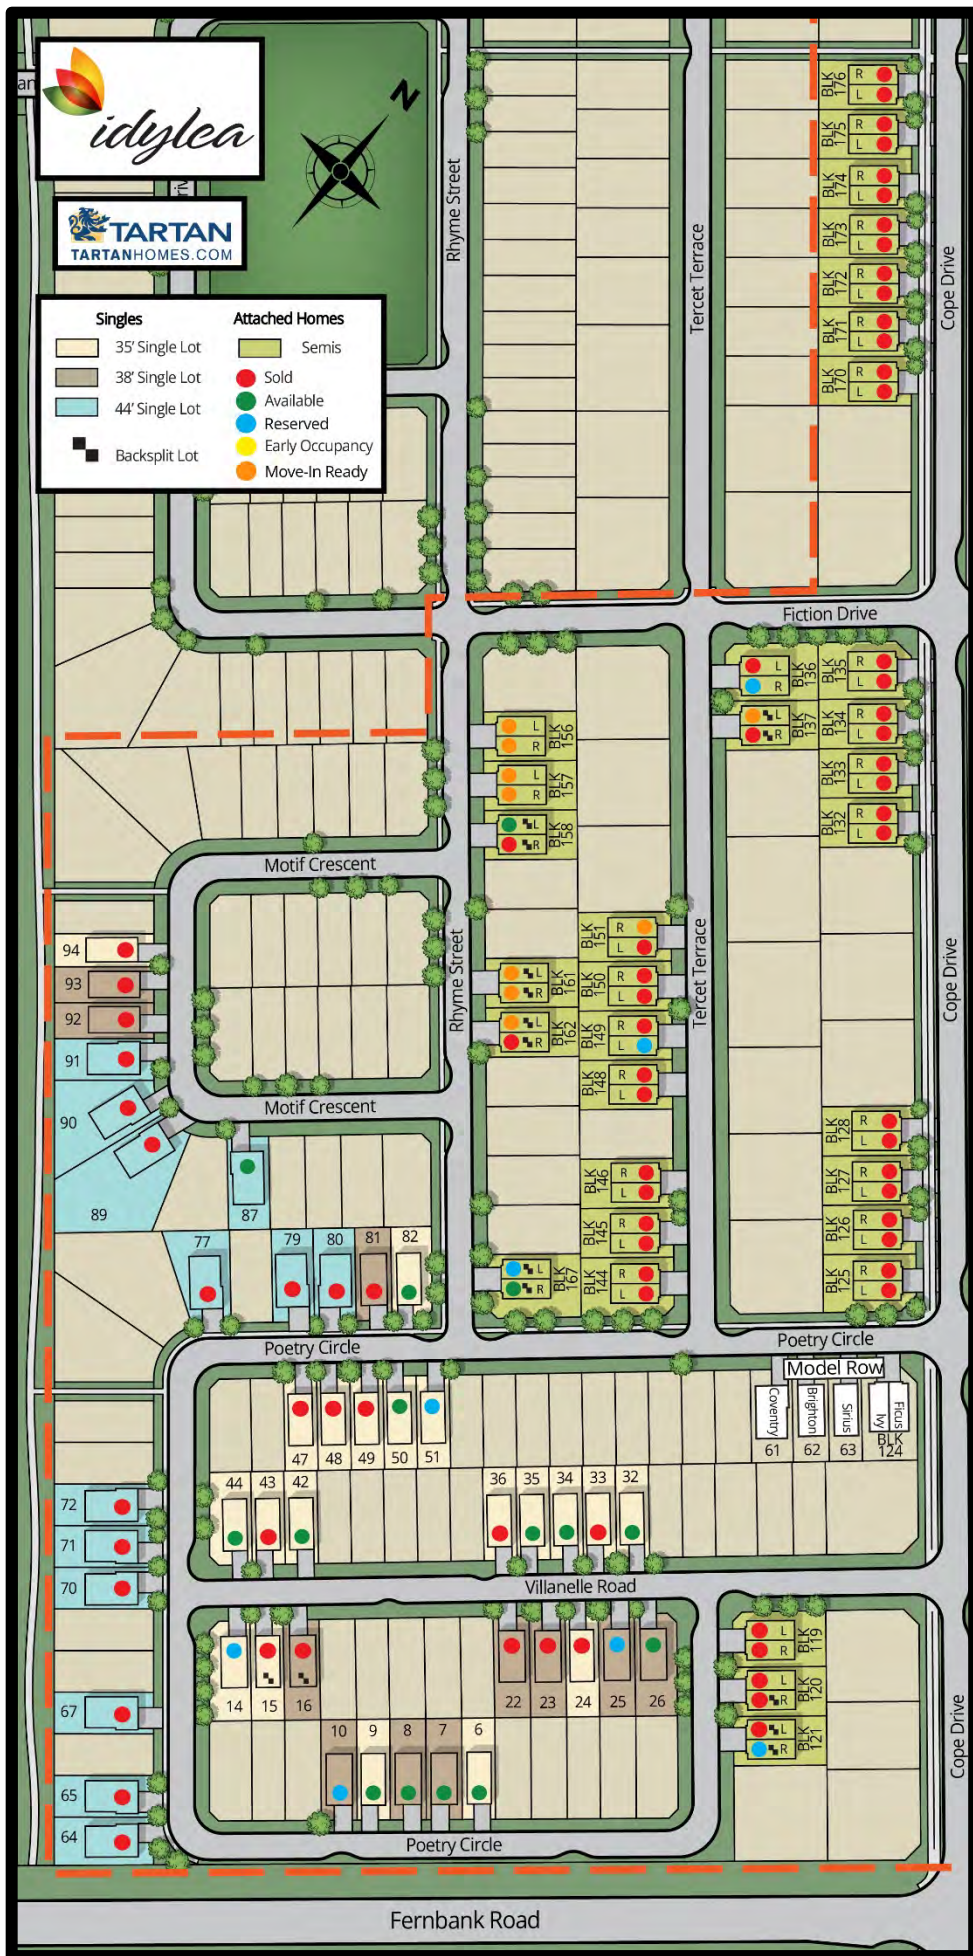 an
idylea
riv
N
TARTAN
TARTANHOMES.COM
Singles
35' Single Lot
38' Single Lot
44' Single Lot
Backsplit Lot
Attached Homes
Semis
Sold
Available
Reserved
Early Occupancy
Move-In Ready
Rhyme Street
Tercet Terrace
Cope Drive
R
L
BLK
176
R
L
BLK
175
R
L
BLK
174
R
L
BLK
173
R
L
BLK
172
R
L
BLK
171
R
L
BLK
170
Fiction Drive
L
R
BLK
136
BLK
135
R
L
L
R
BLK
137
BLK
134
R
L
BLK
133
R
L
BLK
132
R
L
L
R
BLK
156
L
R
BLK
157
L
R
BLK
158
Motif Crescent
Rhyme Street
Tercet Terrace
Cope Drive
BLK
151
R
L
L
R
BLK
161
BLK
150
R
L
L
R
BLK
162
BLK
149
R
L
BLK
148
R
L
94
93
92
91
90
89
Motif Crescent
87
BLK
128
R
L
BLK
127
R
L
BLK
126
R
L
BLK
125
R
L
BLK
146
R
L
BLK
145
R
L
L
R
BLK
167
BLK
144
R
L
77
79
80
81
82
Poetry Circle
Poetry Circle
Model Row
Coventry
Brighton
Sirius
Ivy
Ficus
61
62
63
BLK
124
47
48
49
50
51
44
43
42
36
35
34
33
32
72
71
70
67
65
64
Villanelle Road
14
15
16
22
23
24
25
26
10
9
8
7
6
L
R
BLK
119
L
R
BLK
120
L
R
BLK
121
Cope Drive
Poetry Circle
Fernbank Road